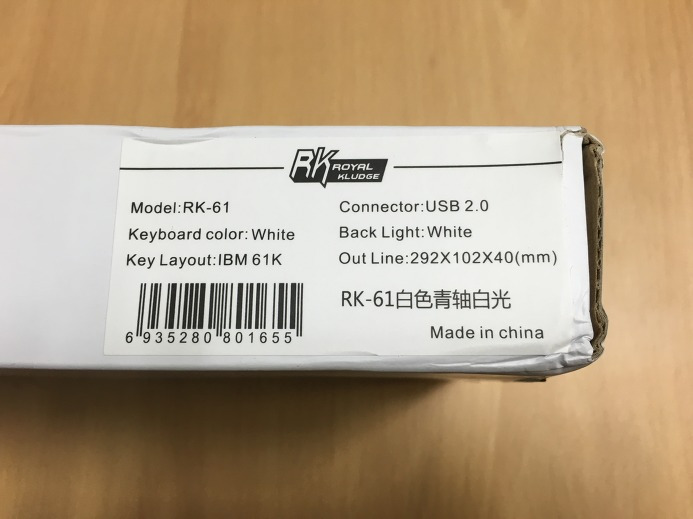 RK ROYAL KLUDGE
Model:RK-61
Connector:USB 2.0
Keyboard color: White
Back Light: White
Key Layout:IBM 61K
Out Line:292X102X40(mm)
RK-61白色青轴白光
6 935280 801655
Made in china